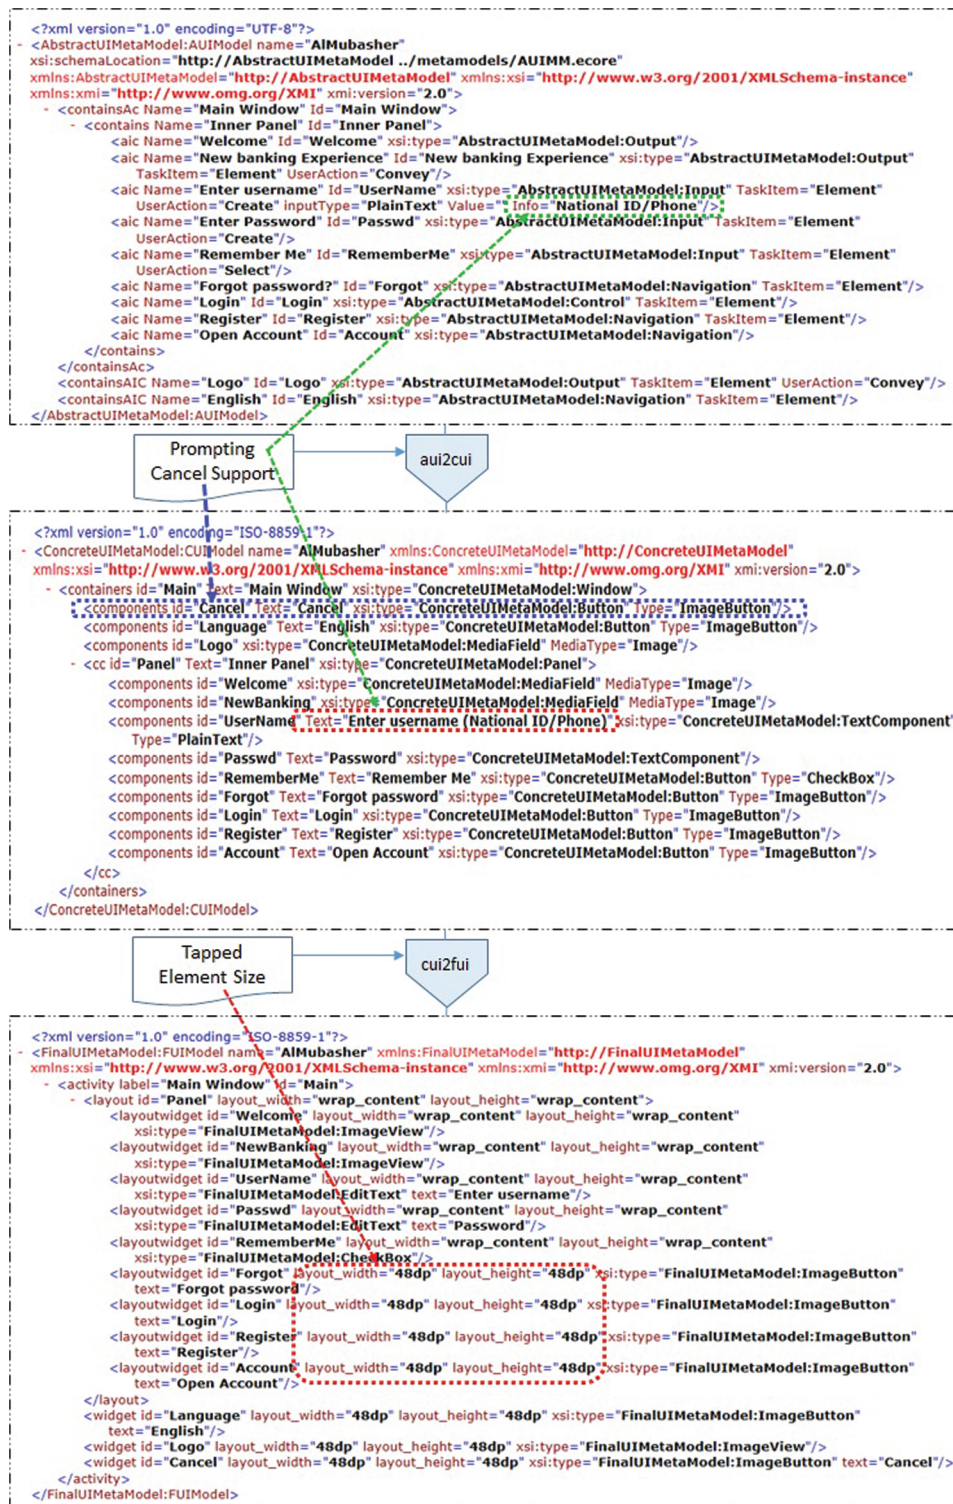 <?xml version="1.0" encoding="UTF-8"?>
- <AbstractUIMetaModel:AUIModel name="AlMubasher"
xsi:schemaLocation="http://AbstractUIMetaModel ../metamodels/AUIMM.ecore"
xmlns:AbstractUIMetaModel="http://AbstractUIMetaModel" xmlns:xsi="http://www.w3.org/2001/XMLSchema-instance"
xmlns:xmi="http://www.omg.org/XMI" xmi:version="2.0">
- <containsAc Name="Main Window" Id="Main Window">
- <contains Name="Inner Panel" Id="Inner Panel">
<aic Name="Welcome" Id="Welcome" xsi:type="AbstractUIMetaModel:Output"/>
<aic Name="New banking Experience" Id="New banking Experience" xsi:type="AbstractUIMetaModel:Output"
TaskItem="Element" UserAction="Convey"/>
<aic Name="Enter username" Id="UserName" xsi:type="AbstractUIMetaModel:Input" TaskItem="Element"
UserAction="Create" inputType="PlainText" Value="" Info="National ID/Phone"/>
<aic Name="Enter Password" Id="Passwd" xsi:type="AbstractUIMetaModel:Input" TaskItem="Element"
UserAction="Create"/>
<aic Name="Remember Me" Id="RememberMe" xsi:type="AbstractUIMetaModel:Input" TaskItem="Element"
UserAction="Select"/>
<aic Name="Forgot password?" Id="Forgot" xsi:type="AbstractUIMetaModel:Navigation" TaskItem="Element"/>
<aic Name="Login" Id="Login" xsi:type="AbstractUIMetaModel:Control" TaskItem="Element"/>
<aic Name="Register" Id="Register" xsi:type="AbstractUIMetaModel:Navigation" TaskItem="Element"/>
<aic Name="Open Account" Id="Account" xsi:type="AbstractUIMetaModel:Navigation"/>
</contains>
</containsAc>
<containsAIC Name="Logo" Id="Logo" xsi:type="AbstractUIMetaModel:Output" TaskItem="Element" UserAction="Convey"/>
<containsAIC Name="English" Id="English" xsi:type="AbstractUIMetaModel:Navigation" TaskItem="Element"/>
</AbstractUIMetaModel:AUIModel>
Prompting
Cancel Support
aui2cui
<?xml version="1.0" encoding="ISO-8859-1"?>
- <ConcreteUIMetaModel:CUIModel name="AlMubasher" xmlns:ConcreteUIMetaModel="http://ConcreteUIMetaModel"
xmlns:xsi="http://www.w3.org/2001/XMLSchema-instance" xmlns:xmi="http://www.omg.org/XMI" xmi:version="2.0">
- <containers id="Main" Text="Main Window" xsi:type="ConcreteUIMetaModel:Window">
<components id="Cancel" Text="Cancel" xsi:type="ConcreteUIMetaModel:Button" Type="ImageButton"/>
<components id="Language" Text="English" xsi:type="ConcreteUIMetaModel:Button" Type="ImageButton"/>
<components id="Logo" xsi:type="ConcreteUIMetaModel:MediaField" MediaType="Image"/>
- <cc id="Panel" Text="Inner Panel" xsi:type="ConcreteUIMetaModel:Panel">
<components id="Welcome" xsi:type="ConcreteUIMetaModel:MediaField" MediaType="Image"/>
<components id="NewBanking" xsi:type="ConcreteUIMetaModel:MediaField" MediaType="Image"/>
<components id="UserName" Text="Enter username (National ID/Phone)" xsi:type="ConcreteUIMetaModel:TextComponent"
Type="PlainText"/>
<components id="Passwd" Text="Password" xsi:type="ConcreteUIMetaModel:TextComponent"/>
<components id="RememberMe" Text="Remember Me" xsi:type="ConcreteUIMetaModel:Button" Type="CheckBox"/>
<components id="Forgot" Text="Forgot password" xsi:type="ConcreteUIMetaModel:Button" Type="ImageButton"/>
<components id="Login" Text="Login" xsi:type="ConcreteUIMetaModel:Button" Type="ImageButton"/>
<components id="Register" Text="Register" xsi:type="ConcreteUIMetaModel:Button" Type="ImageButton"/>
<components id="Account" Text="Open Account" xsi:type="ConcreteUIMetaModel:Button" Type="ImageButton"/>
</cc>
</containers>
</ConcreteUIMetaModel:CUIModel>
Tapped
Element Size
cui2fui
<?xml version="1.0" encoding="ISO-8859-1"?>
- <FinalUIMetaModel:FUIModel name="AlMubasher" xmlns:FinalUIMetaModel="http://FinalUIMetaModel"
xmlns:xsi="http://www.w3.org/2001/XMLSchema-instance" xmlns:xmi="http://www.omg.org/XMI" xmi:version="2.0">
- <activity label="Main Window" id="Main">
- <layout id="Panel" layout_width="wrap_content" layout_height="wrap_content">
<layoutwidget id="Welcome" layout_width="wrap_content" layout_height="wrap_content"
xsi:type="FinalUIMetaModel:ImageView"/>
<layoutwidget id="NewBanking" layout_width="wrap_content" layout_height="wrap_content"
xsi:type="FinalUIMetaModel:ImageView"/>
<layoutwidget id="UserName" layout_width="wrap_content" layout_height="wrap_content"
xsi:type="FinalUIMetaModel:EditText" text="Enter username"/>
<layoutwidget id="Passwd" layout_width="wrap_content" layout_height="wrap_content"
xsi:type="FinalUIMetaModel:EditText" text="Password"/>
<layoutwidget id="RememberMe" layout_width="wrap_content" layout_height="wrap_content"
xsi:type="FinalUIMetaModel:CheckBox"/>
<layoutwidget id="Forgot" layout_width="48dp" layout_height="48dp" xsi:type="FinalUIMetaModel:ImageButton"
text="Forgot password"/>
<layoutwidget id="Login" layout_width="48dp" layout_height="48dp" xsi:type="FinalUIMetaModel:ImageButton"
text="Login"/>
<layoutwidget id="Register" layout_width="48dp" layout_height="48dp" xsi:type="FinalUIMetaModel:ImageButton"
text="Register"/>
<layoutwidget id="Account" layout_width="48dp" layout_height="48dp" xsi:type="FinalUIMetaModel:ImageButton"
text="Open Account"/>
</layout>
<widget id="Language" layout_width="48dp" layout_height="48dp" xsi:type="FinalUIMetaModel:ImageButton"
text="English"/>
<widget id="Logo" layout_width="48dp" layout_height="48dp" xsi:type="FinalUIMetaModel:ImageView"/>
<widget id="Cancel" layout_width="48dp" layout_height="48dp" xsi:type="FinalUIMetaModel:ImageButton" text="Cancel"/>
</activity>
</FinalUIMetaModel:FUIModel>